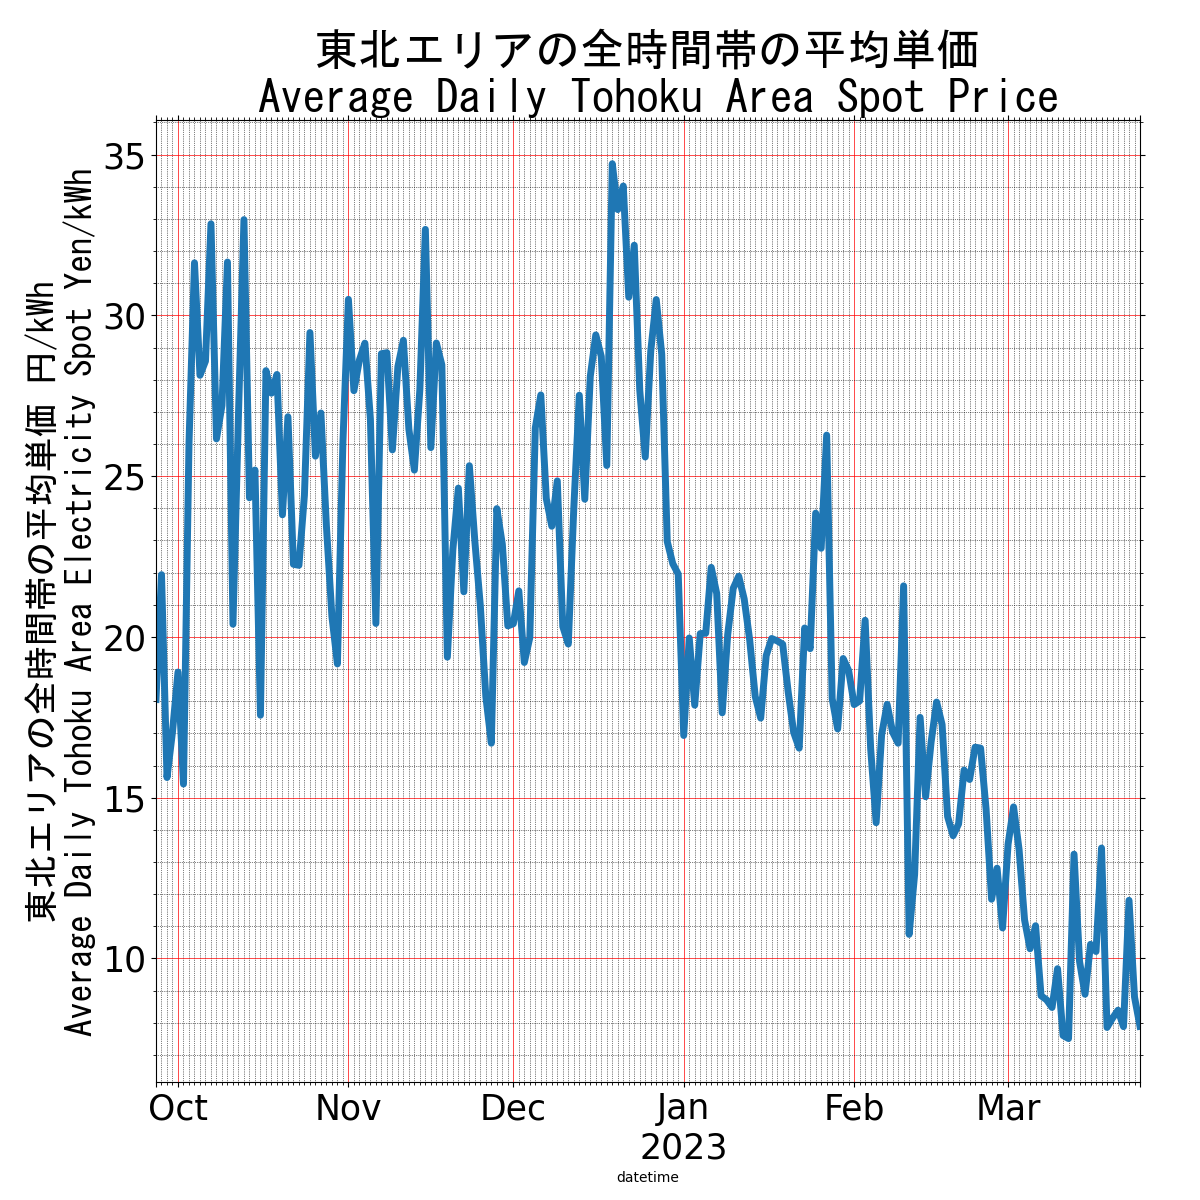 東北エリアの全時間帯の平均単価
Average Daily Tohoku Area Spot Price
東北エリアの全時間帯の平均単価 円/kWh
Average Daily Tohoku Area Electricity Spot Yen/kWh
35
30
25
20
15
10
Oct
Nov
Dec
Jan
2023
Feb
Mar
datetime